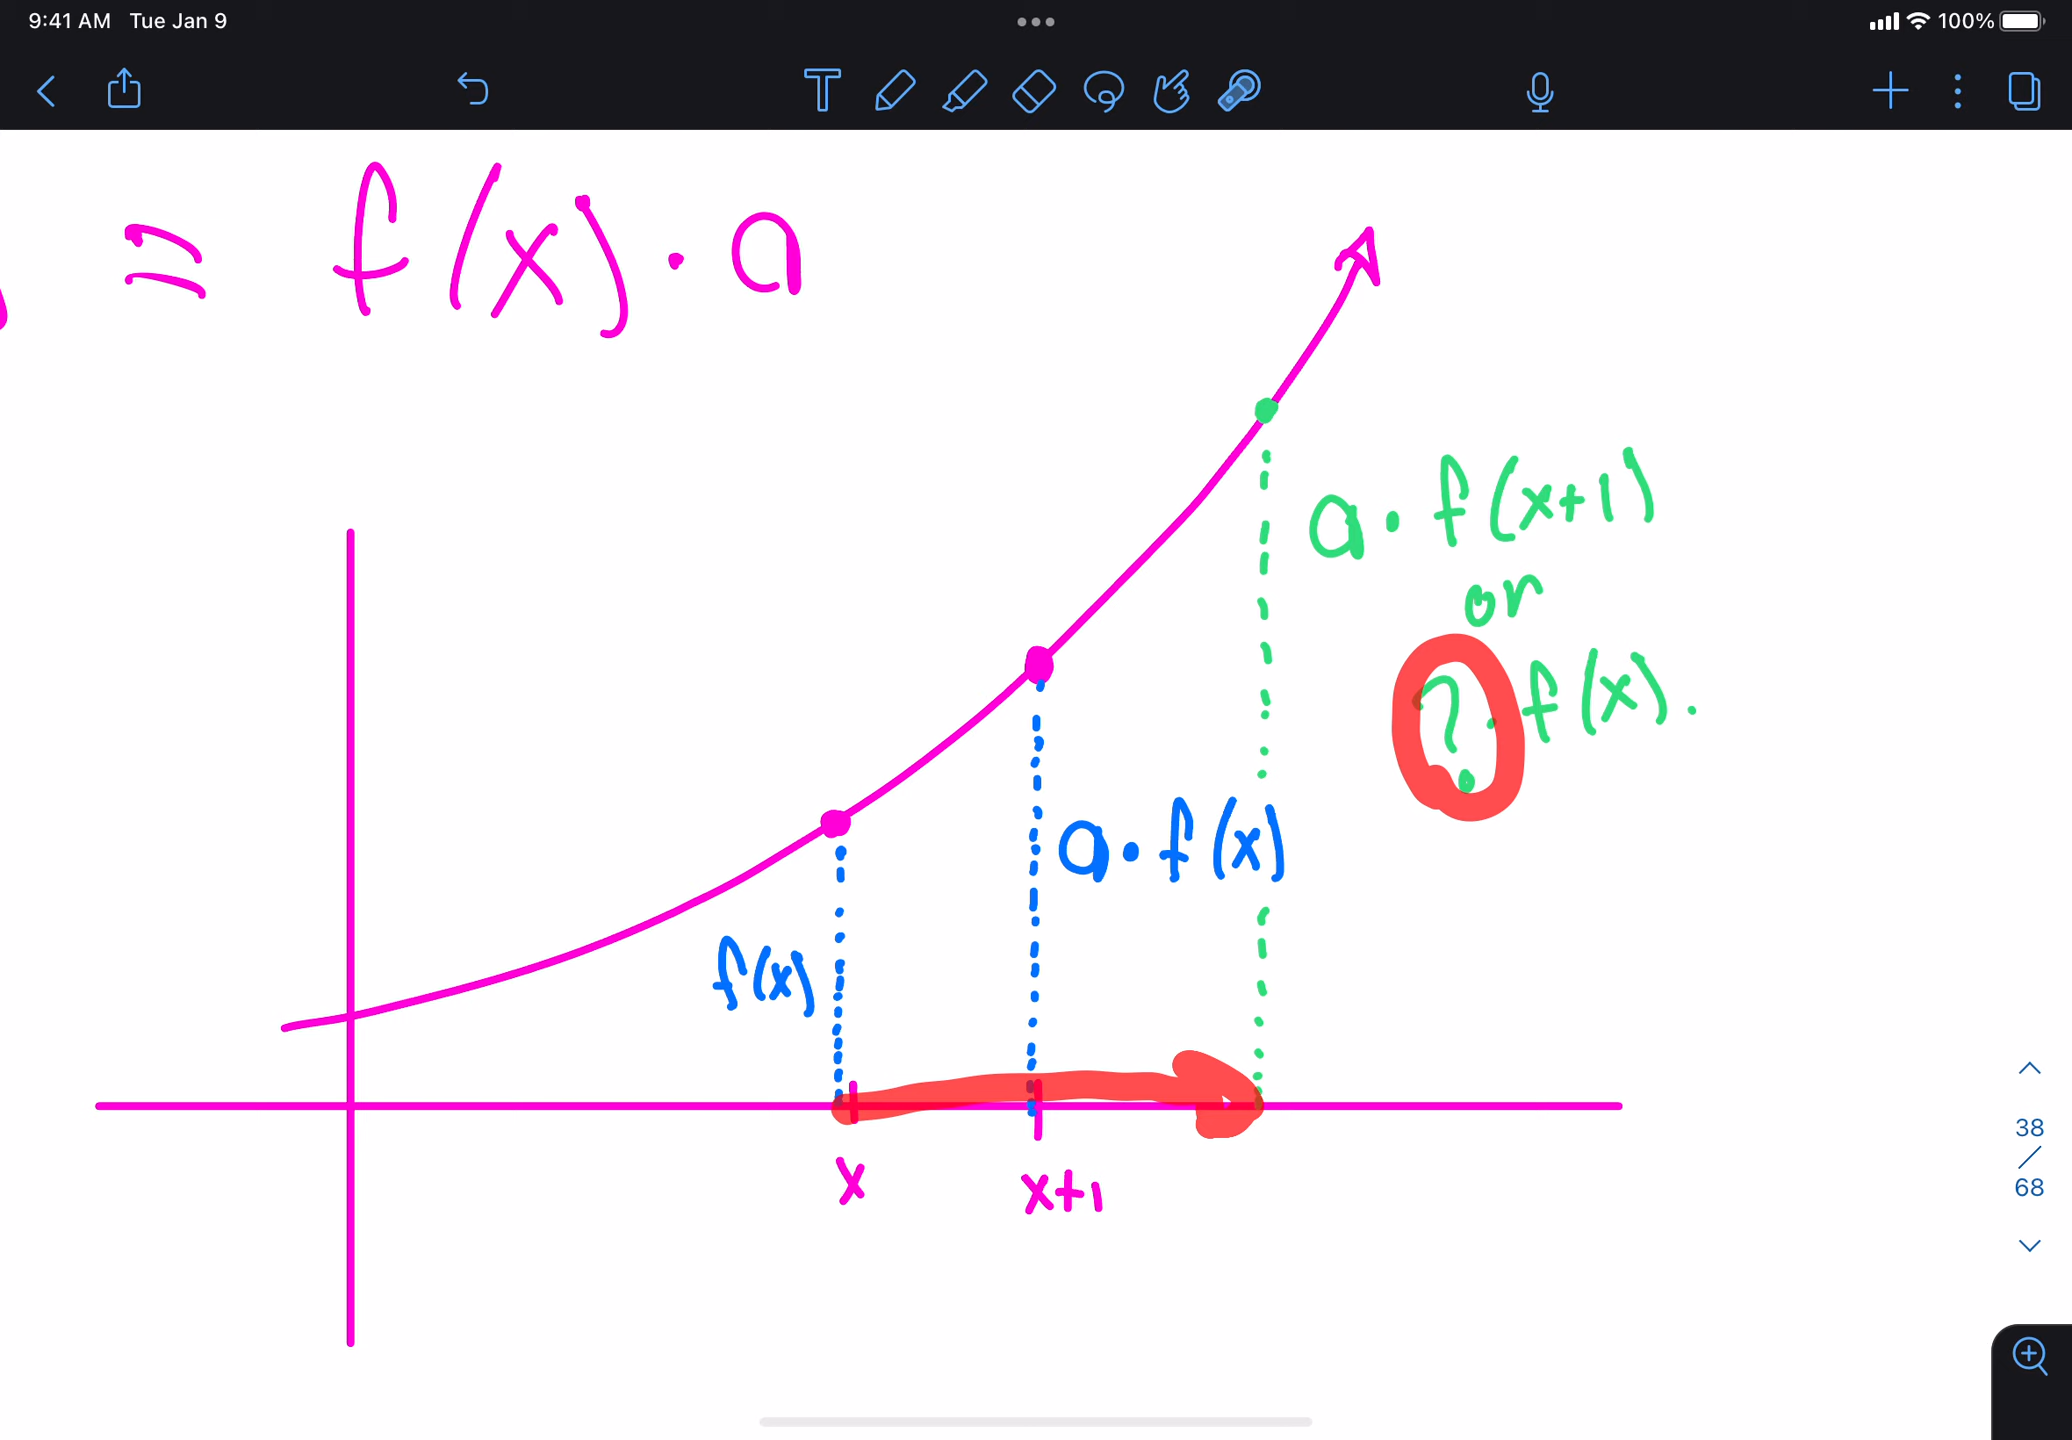 9:41 AM Tue Jan 9
100%
T
= f(x) · a
a · f(x+1)
or
? · f(x).
a · f(x)
f(x)
x
x+1
38
/
68